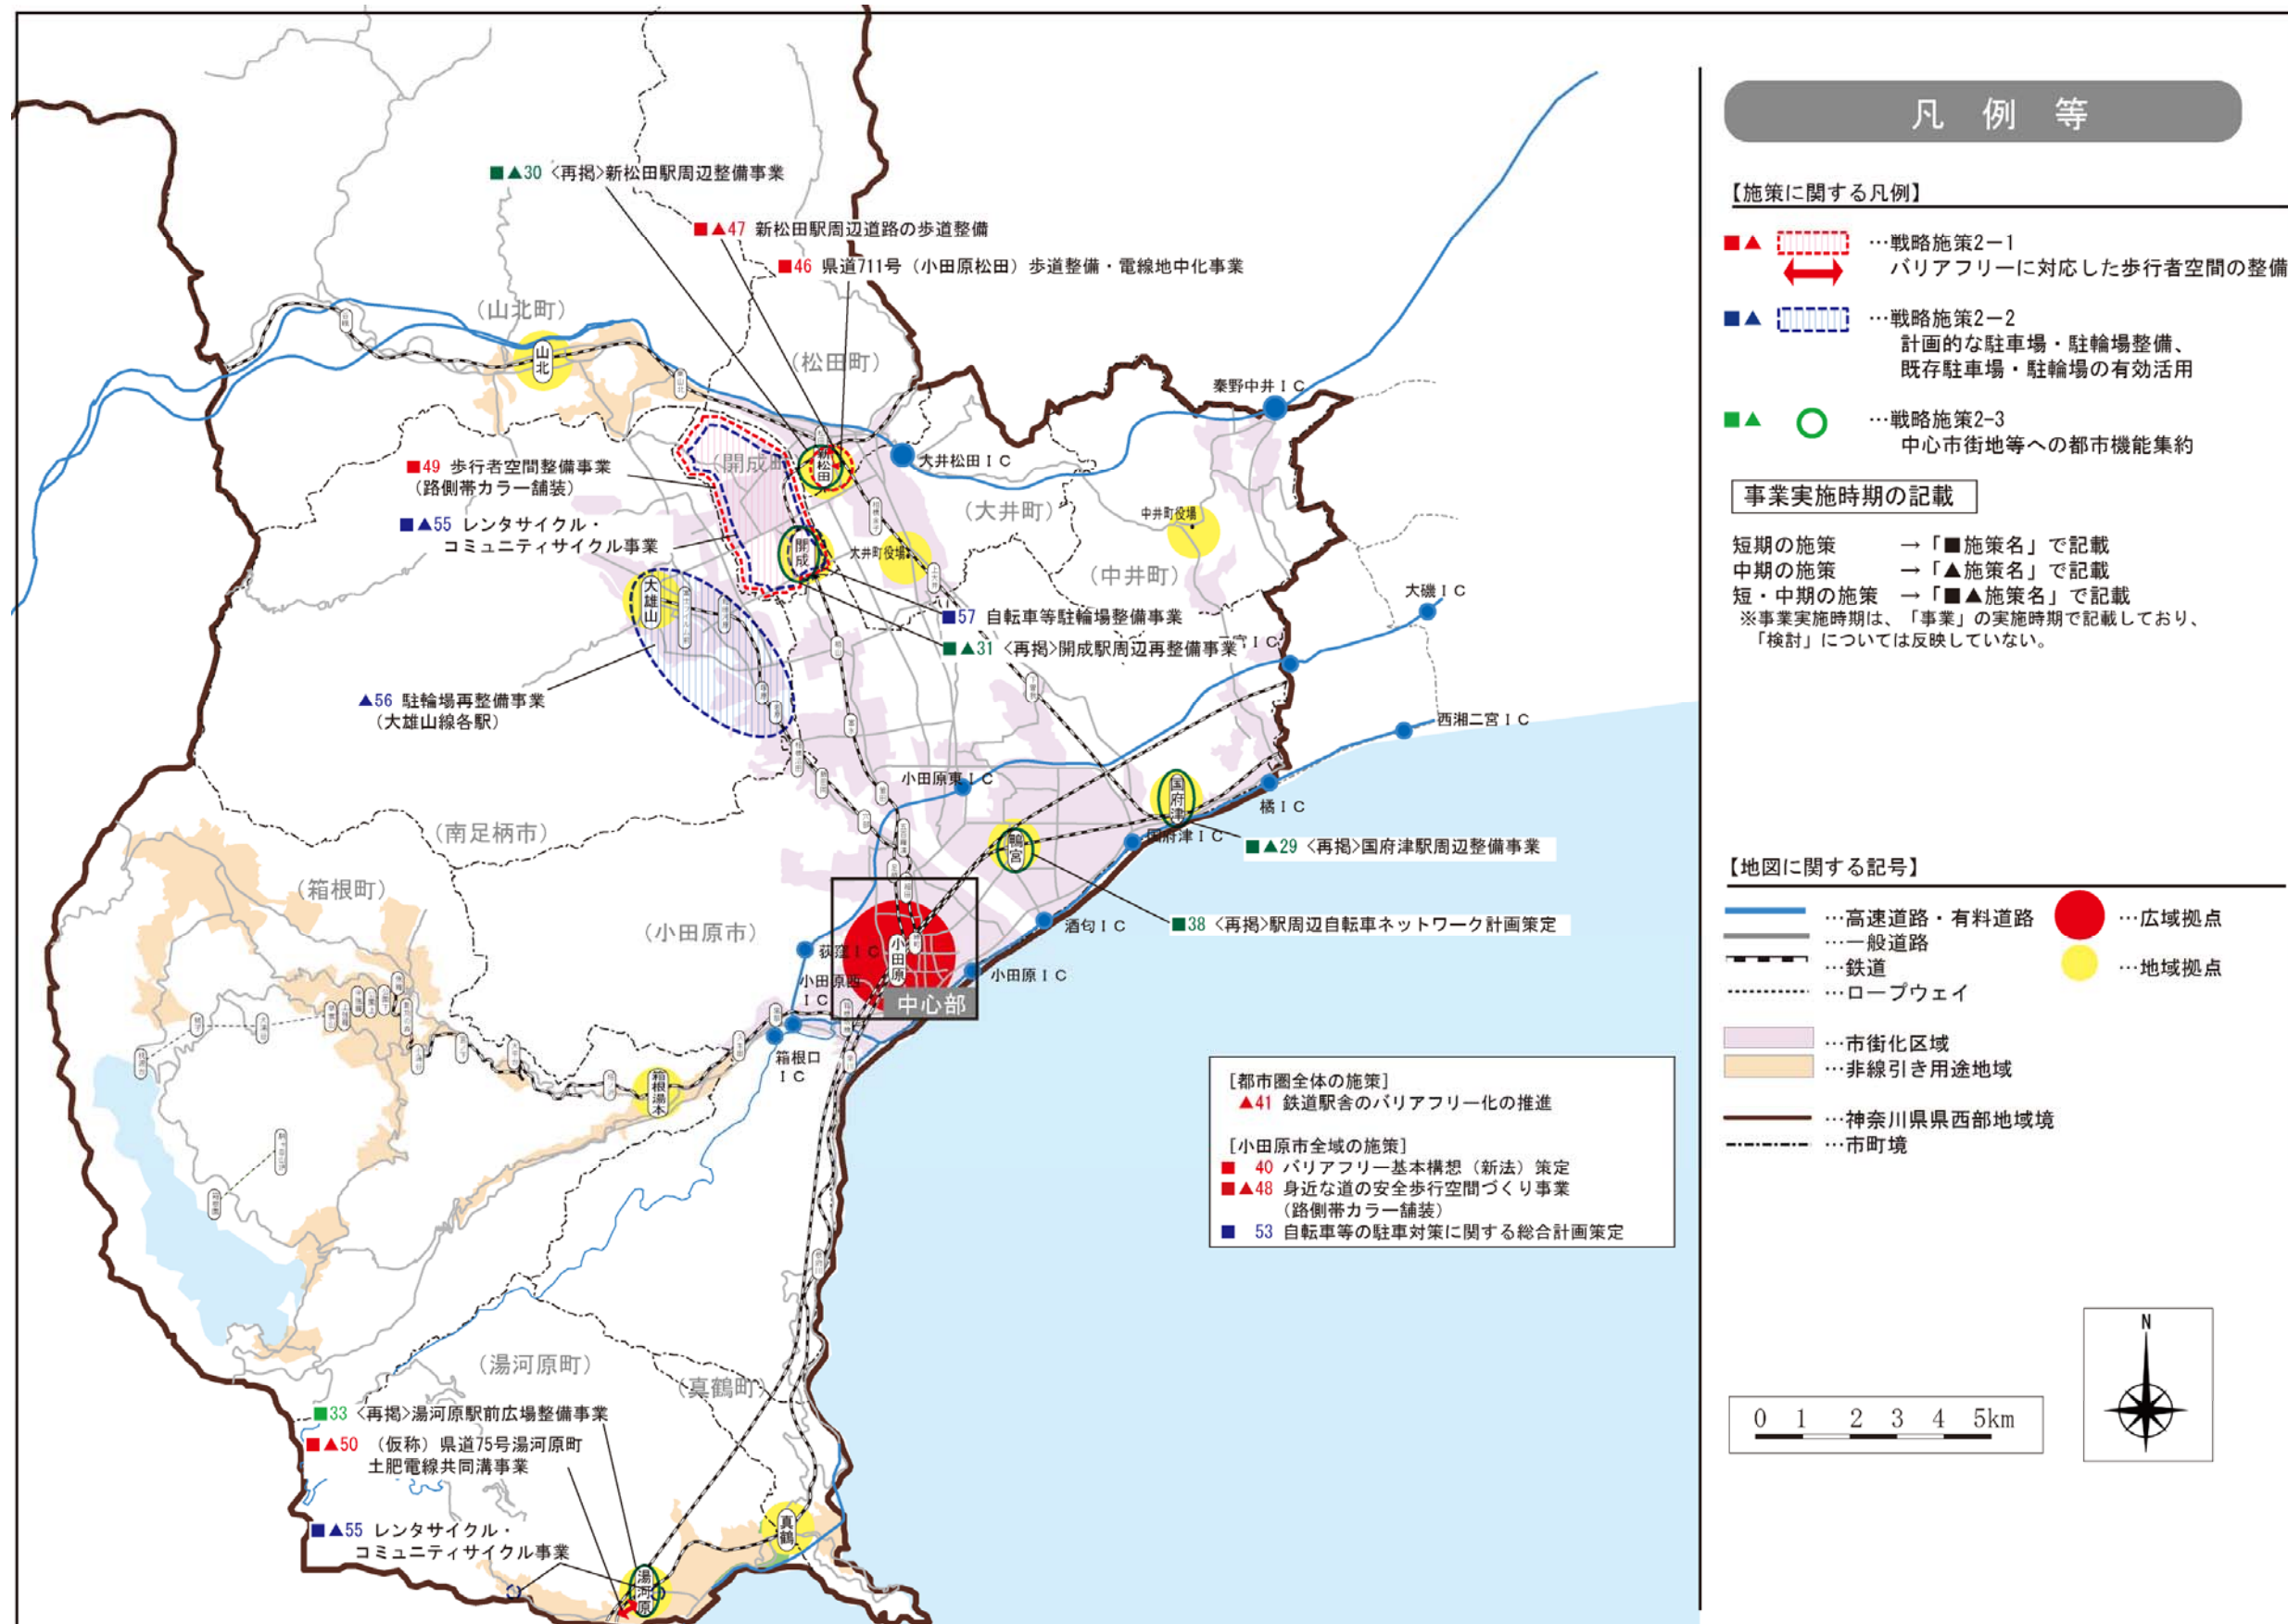 ■▲30 〈再掲〉新松田駅周辺整備事業
■▲47 新松田駅周辺道路の歩道整備
■46 県道711号（小田原松田）歩道整備・電線地中化事業
（山北町）
山北
（松田町）
東山北
秦野中井ＩＣ
新松田
大井松田ＩＣ
（開成町）
■49 歩行者空間整備事業
（路側帯カラー舗装）
■▲55 レンタサイクル・
コミュニティサイクル事業
開成
大井町役場
（大井町）
中井町役場
（中井町）
大雄山
■57 自転車等駐輪場整備事業
■▲31 〈再掲〉開成駅周辺再整備事業
宮ＩＣ
大磯ＩＣ
▲56 駐輪場再整備事業
（大雄山線各駅）
西湘二宮ＩＣ
小田原東ＩＣ
国府津
橘ＩＣ
（南足柄市）
鴨宮
国府津ＩＣ
■▲29 〈再掲〉国府津駅周辺整備事業
（箱根町）
（小田原市）
酒匂ＩＣ
■38 〈再掲〉駅周辺自転車ネットワーク計画策定
荻窪ＩＣ
小田原
小田原ＩＣ
小田原西
ＩＣ
中心部
箱根口
ＩＣ
箱根湯本
［都市圏全体の施策］
▲41 鉄道駅舎のバリアフリー化の推進
［小田原市全域の施策］
■ 40 バリアフリー基本構想（新法）策定
■▲48 身近な道の安全歩行空間づくり事業
（路側帯カラー舗装）
■ 53 自転車等の駐車対策に関する総合計画策定
（湯河原町）
（真鶴町）
■33 〈再掲〉湯河原駅前広場整備事業
■▲50 （仮称）県道75号湯河原町
土肥電線共同溝事業
■▲55 レンタサイクル・
コミュニティサイクル事業
真鶴
湯河原
凡例等
【施策に関する凡例】
■▲ …戦略施策2－1
バリアフリーに対応した歩行者空間の整備
■▲ …戦略施策2－2
計画的な駐車場・駐輪場整備、
既存駐車場・駐輪場の有効活用
■▲ …戦略施策2-3
中心市街地等への都市機能集約
事業実施時期の記載
短期の施策 →「■施策名」で記載
中期の施策 →「▲施策名」で記載
短・中期の施策 →「■▲施策名」で記載
※事業実施時期は、「事業」の実施時期で記載しており、
「検討」については反映していない。
【地図に関する記号】
…高速道路・有料道路 …広域拠点
…一般道路
…鉄道 …地域拠点
…ロープウェイ
…市街化区域
…非線引き用途地域
…神奈川県県西部地域境
…市町境
N
0 1 2 3 4 5km